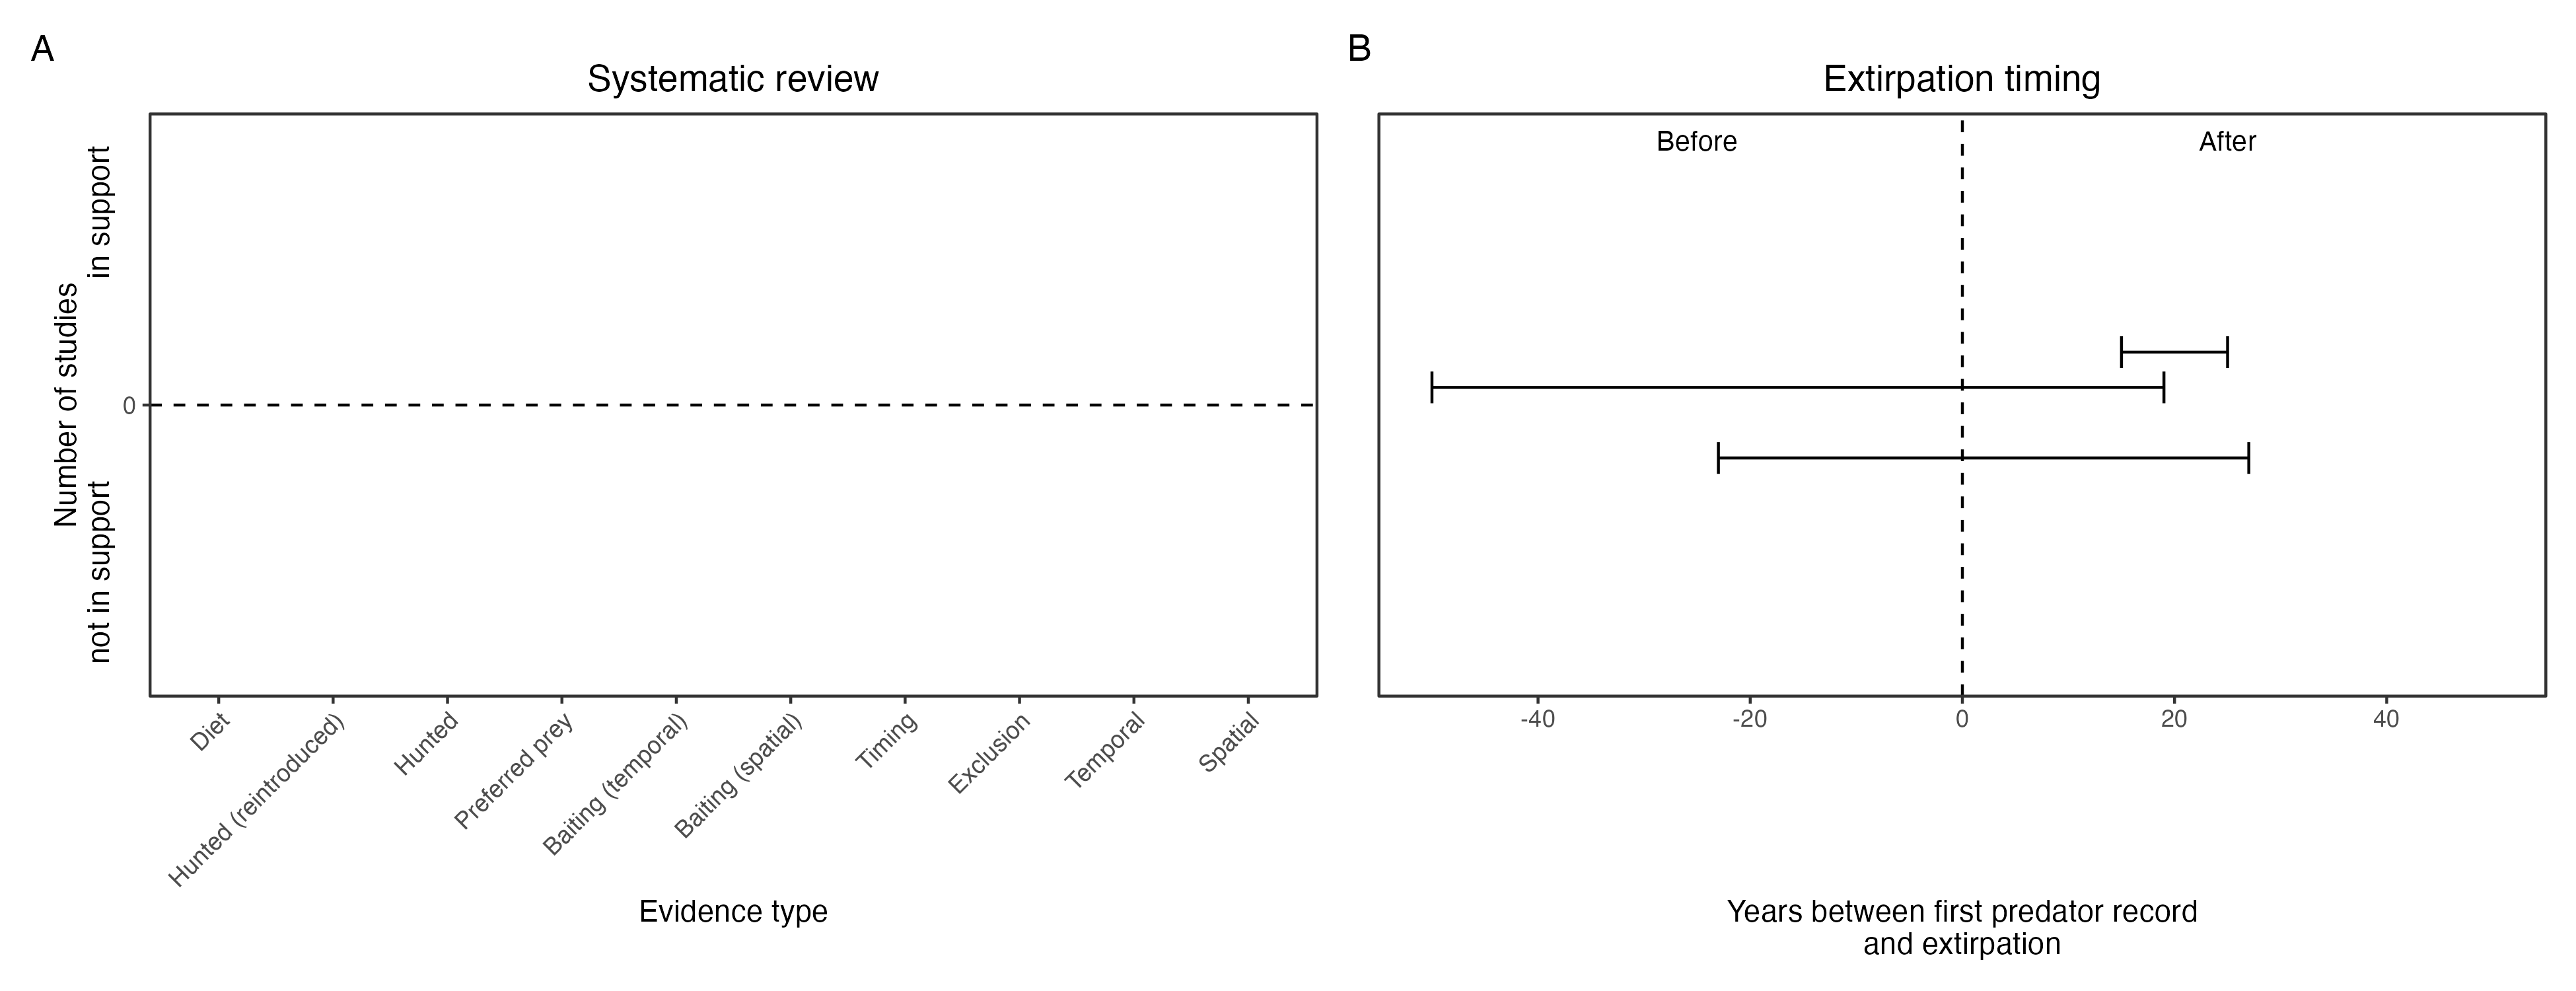 A
Systematic review
Number of studies
in support
not in support
0
Diet
Hunted (reintroduced)
Hunted
Preferred prey
Baiting (temporal)
Baiting (spatial)
Timing
Exclusion
Temporal
Spatial
Evidence type
B
Extirpation timing
Before
After
-40
-20
0
20
40
Years between first predator record
and extirpation